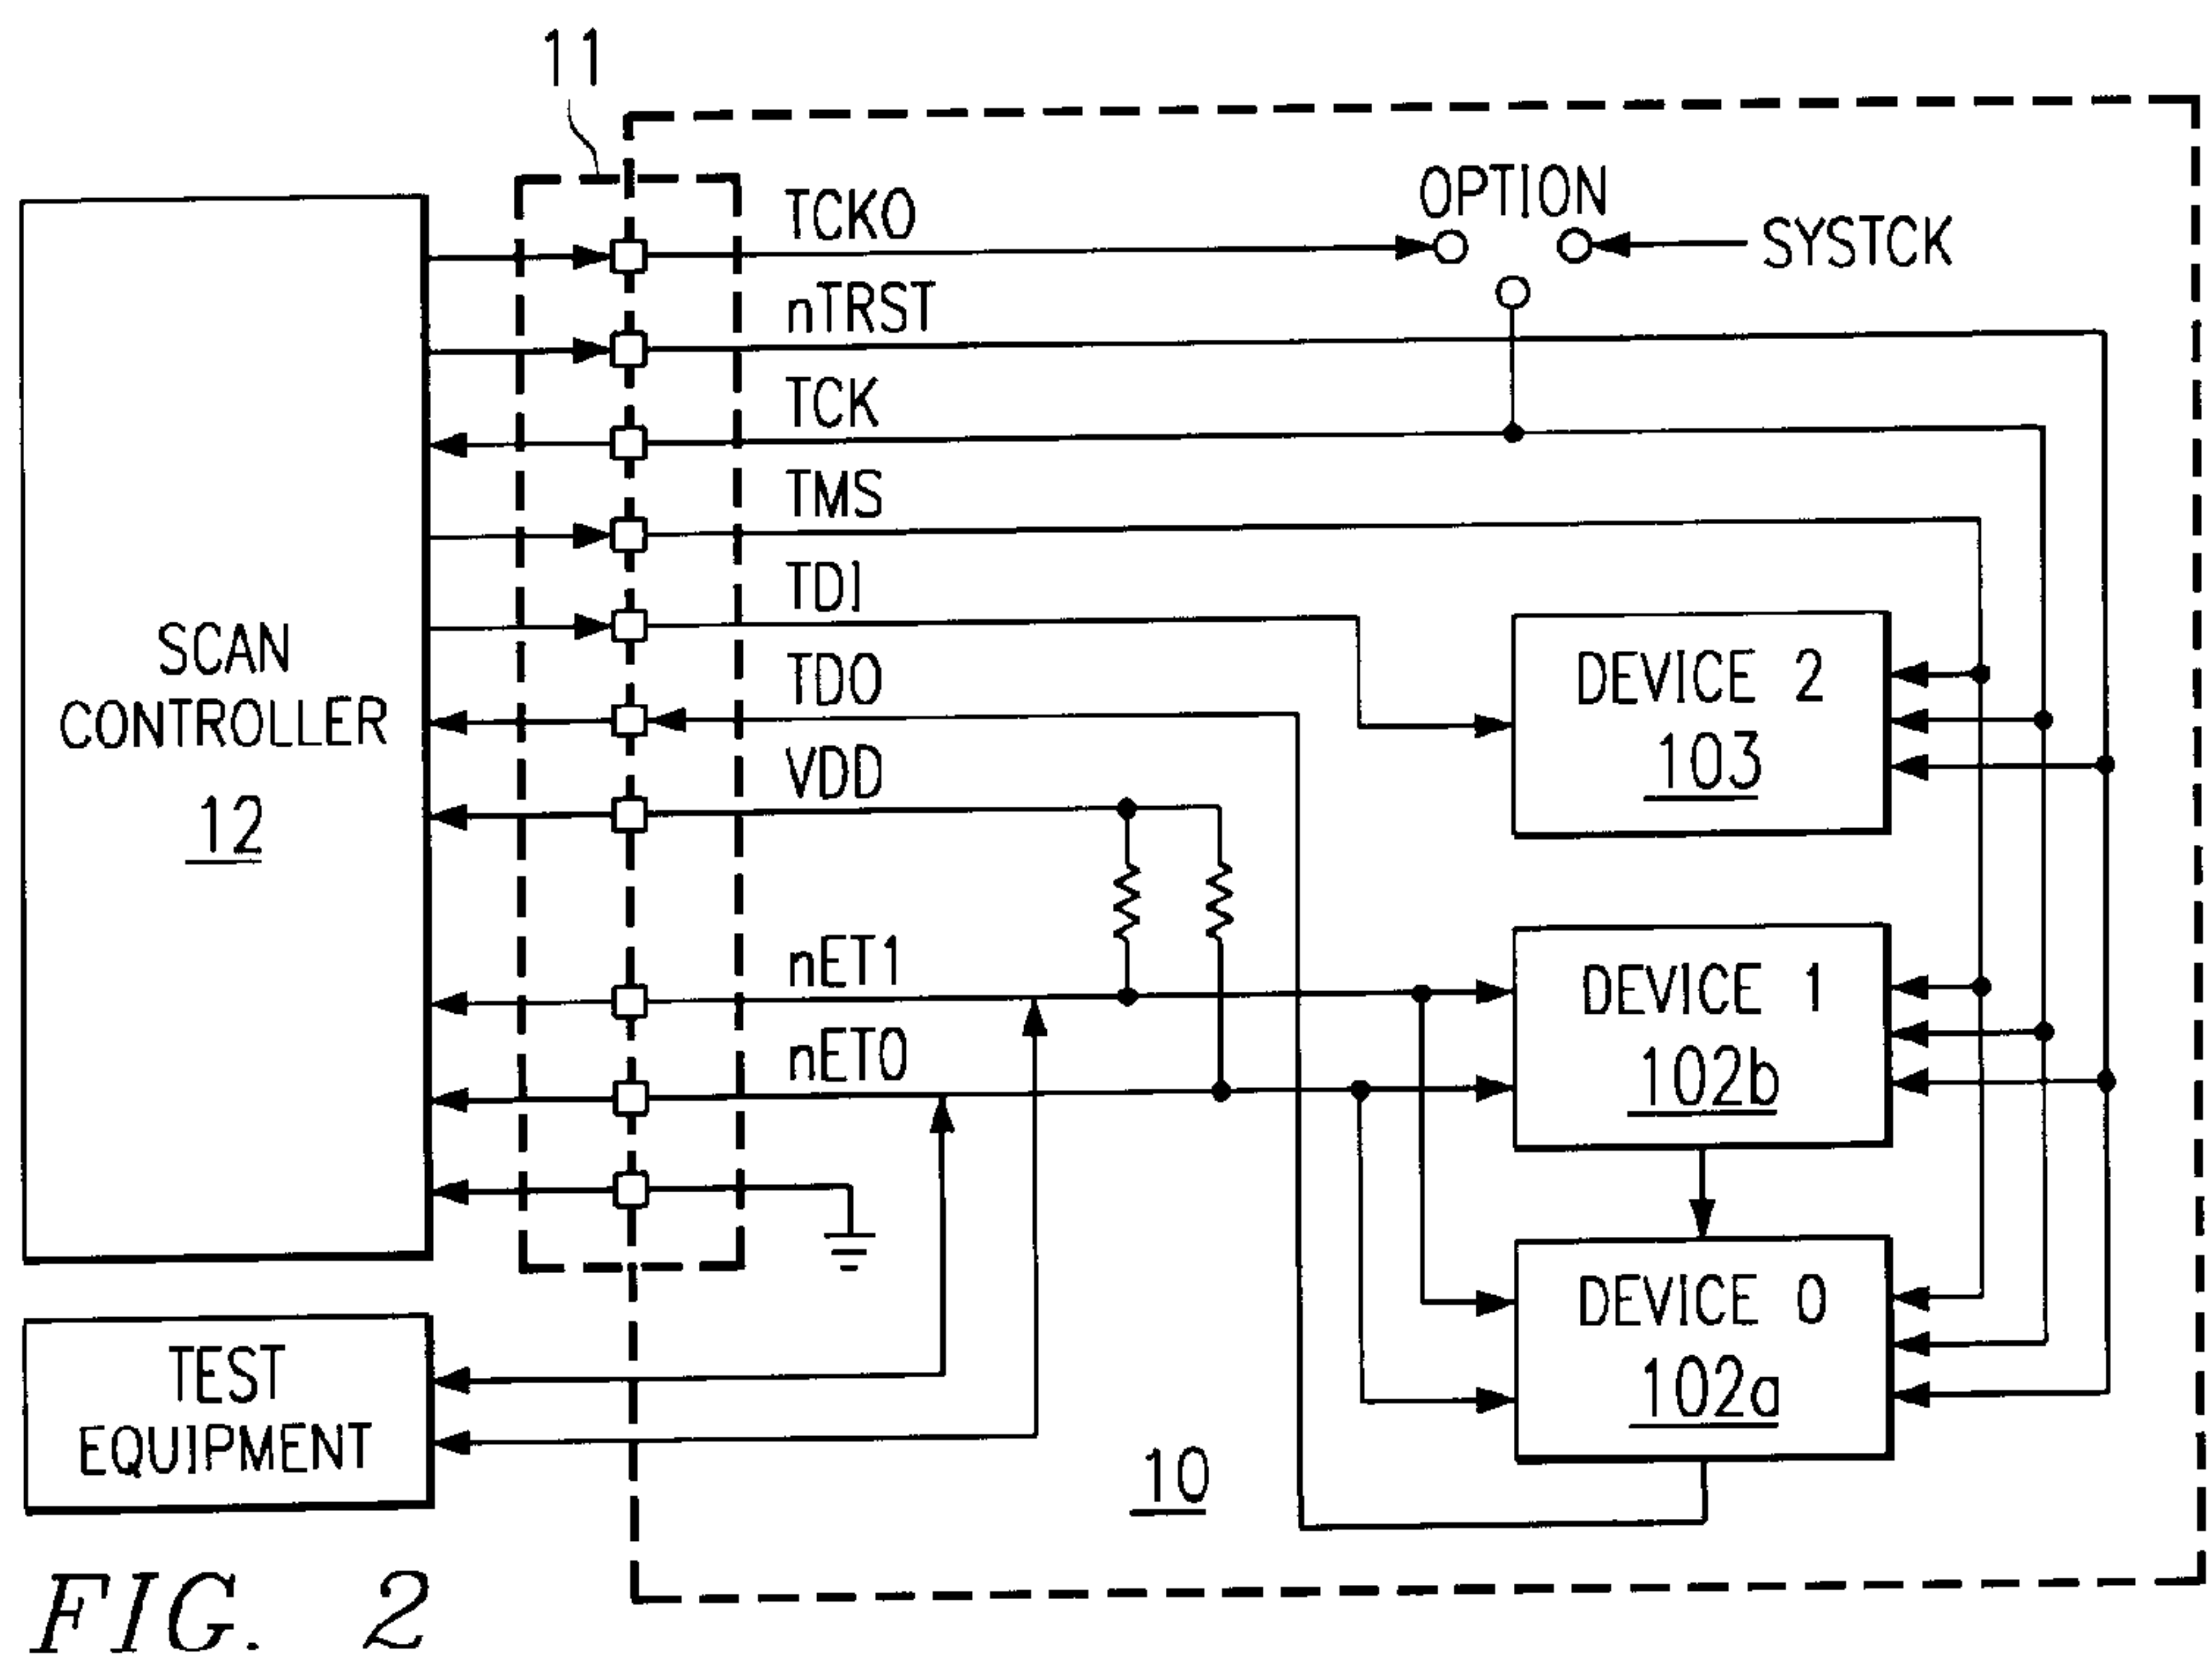 11
TCKO
OPTION
SYSTCK
nTRST
TCK
TMS
TDI
TDO
VDD
nET1
nET0
SCAN
CONTROLLER
12
DEVICE 2
103
DEVICE 1
102b
DEVICE 0
102a
TEST
EQUIPMENT
10
FIG. 2